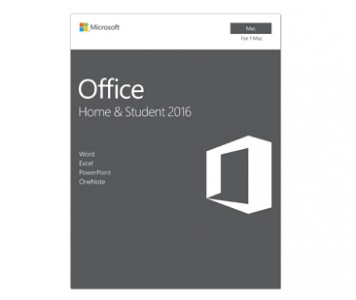 Microsoft
Mac
For 1 Mac
Office
Home & Student 2016
Word
Excel
PowerPoint
OneNote